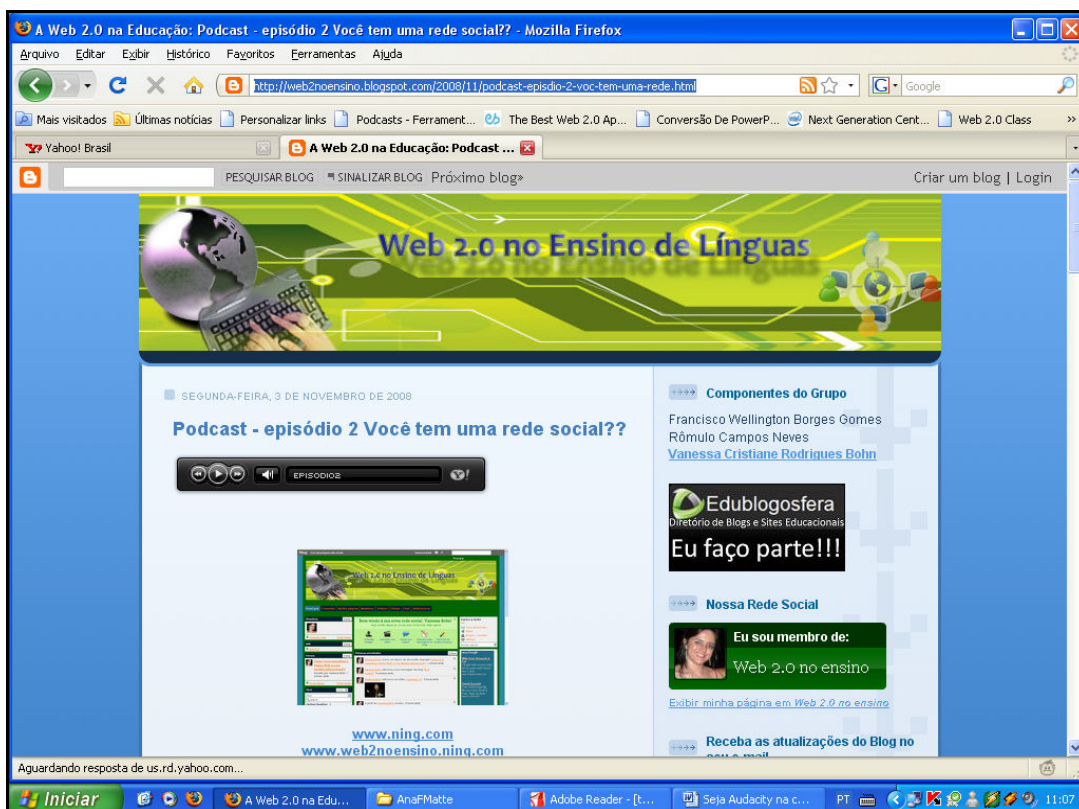 A Web 2.0 na Educação: Podcast - episódio 2 Você tem uma rede social?? - Mozilla Firefox
Arquivo Editar Exibir Histórico Favoritos Ferramentas Ajuda
http://web2noensino.blogspot.com/2008/11/podcast-episdio-2-voc-tem-uma-rede.html
G Google
Mais visitados Últimas notícias Personalizar links Podcasts - Ferrament... The Best Web 2.0 Ap... Conversão De PowerP... Next Generation Cent... Web 2.0 Class »
Yahoo! Brasil
A Web 2.0 na Educação: Podcast ...
PESQUISAR BLOG SINALIZAR BLOG Próximo blog»
Criar um blog | Login
Web 2.0 no Ensino de Línguas
SEGUNDA-FEIRA, 3 DE NOVEMBRO DE 2008
Podcast - episódio 2 Você tem uma rede social??
EPISODIO2
Y!
Web 2.0 no Ensino de Línguas
www.ning.com
www.web2noensino.ning.com
Componentes do Grupo
Francisco Wellington Borges Gomes
Rômulo Campos Neves
Vanessa Cristiane Rodrigues Bohn
Edublogosfera
Diretório de Blogs e Sites Educacionais
Eu faço parte!!!
Nossa Rede Social
Eu sou membro de:
Web 2.0 no ensino
Exibir minha página em Web 2.0 no ensino
Receba as atualizações do Blog no
seu e-mail
Aguardando resposta de us.rd.yahoo.com...
Iniciar
A Web 2.0 na Edu...
AnaFMatte
Adobe Reader - [t...
Seja Audacity na c...
PT
11:07